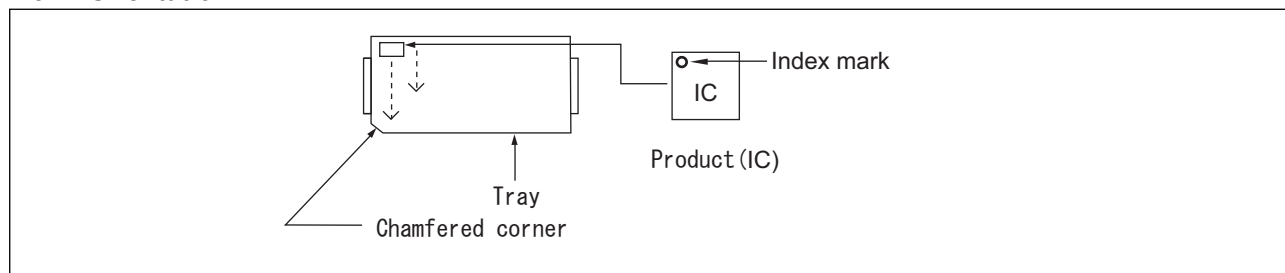 Index mark
IC
Product(IC)
Tray
Chamfered corner